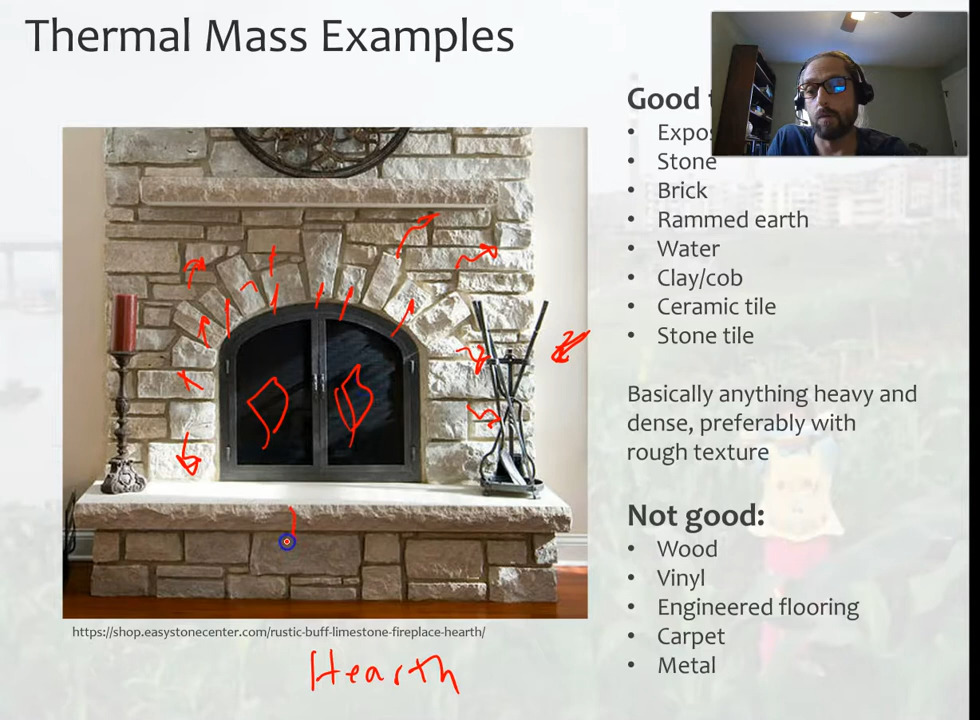 Thermal Mass Examples
Good
• 
• Stone
• Brick
• Rammed earth
• Water
• Clay/cob
• Ceramic tile
• Stone tile
Basically anything heavy and
dense, preferably with
rough texture
Not good:
• Wood
• Vinyl
• Engineered flooring
• Carpet
• Metal
https://shop.easystonecenter.com/rustic-buff-limestone-fireplace-hearth/
Hearth